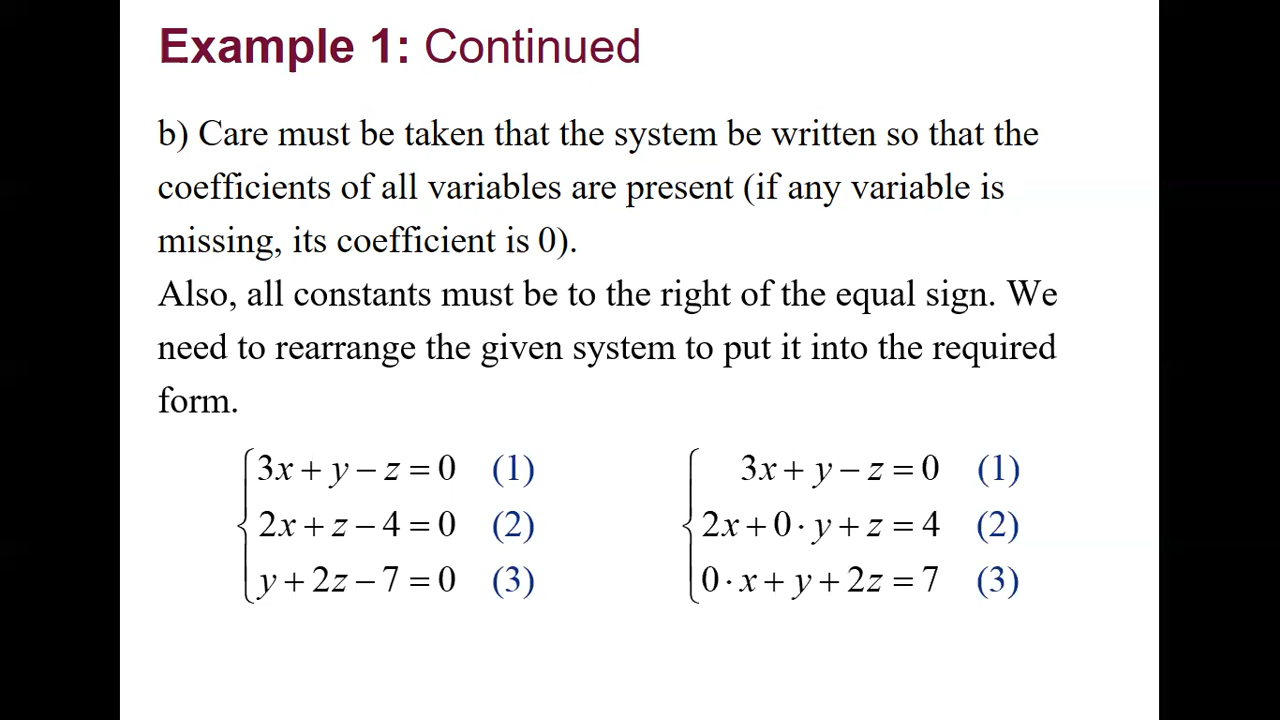 Example 1: Continued
b) Care must be taken that the system be written so that the
coefficients of all variables are present (if any variable is
missing, its coefficient is 0).
Also, all constants must be to the right of the equal sign. We
need to rearrange the given system to put it into the required
form.
3x + y − z = 0 (1)
2x + z − 4 = 0 (2)
y + 2z − 7 = 0 (3)
3x + y − z = 0 (1)
2x + 0 · y + z = 4 (2)
0 · x + y + 2z = 7 (3)